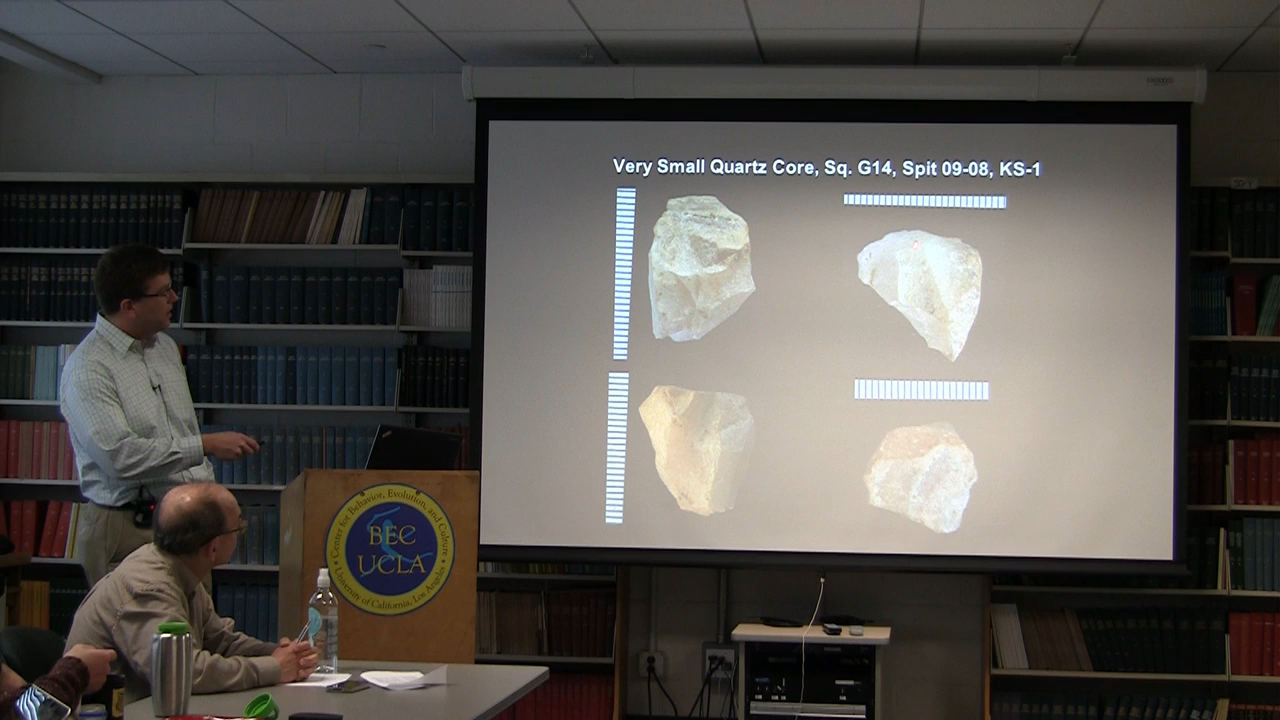 Very Small Quartz Core, Sq. G14, Spit 09-08, KS-1
Center for Behavior, Evolution, and Culture
BEC
UCLA
University of California, Los Angeles